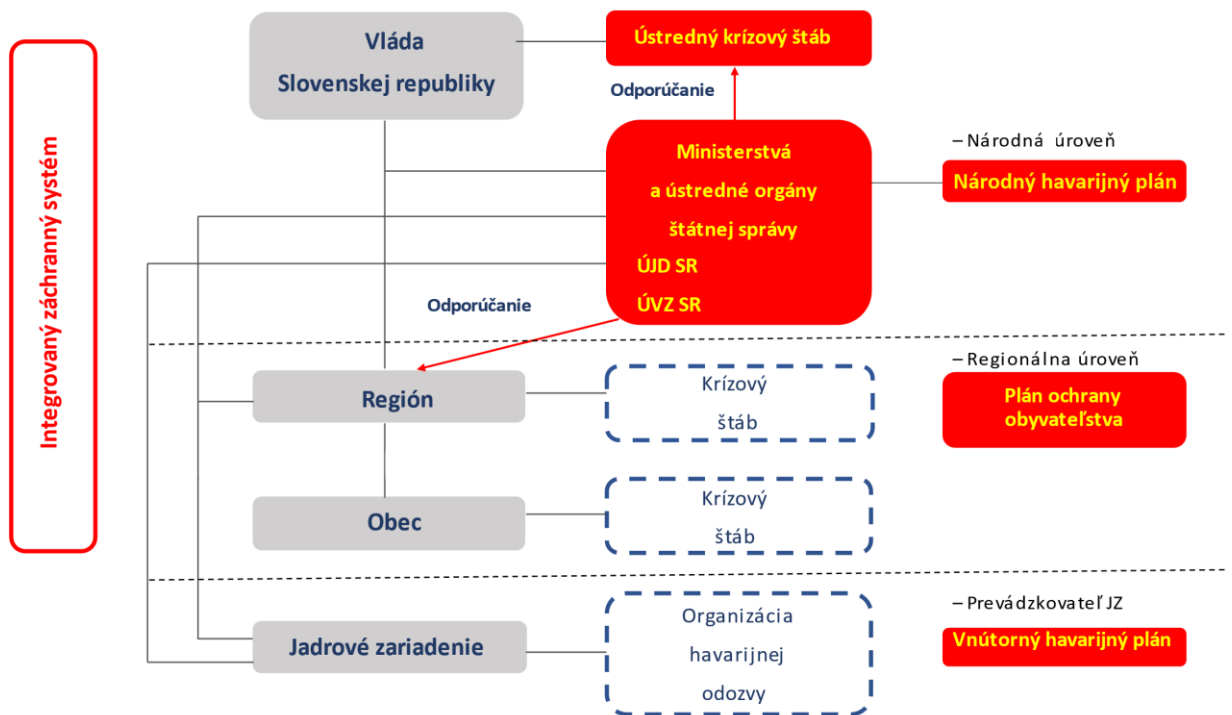 Integrovaný záchranný systém
Vláda
Slovenskej republiky
Ústredný krízový štáb
Odporúčanie
Ministerstvá
a ústredné orgány
štátnej správy
ÚJD SR
ÚVZ SR
– Národná úroveň
Národný havarijný plán
Odporúčanie
Región
Krízový
štáb
– Regionálna úroveň
Plán ochrany
obyvateľstva
Obec
Krízový
štáb
Jadrové zariadenie
Organizácia
havarijnej
odozvy
– Prevádzkovateľ JZ
Vnútorný havarijný plán